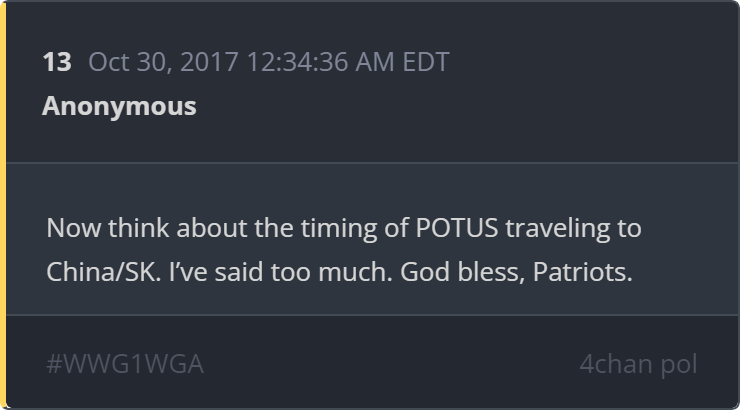 13 Oct 30, 2017 12:34:36 AM EDT
Anonymous
Now think about the timing of POTUS traveling to
China/SK. I’ve said too much. God bless, Patriots.
#WWG1WGA 4chan pol